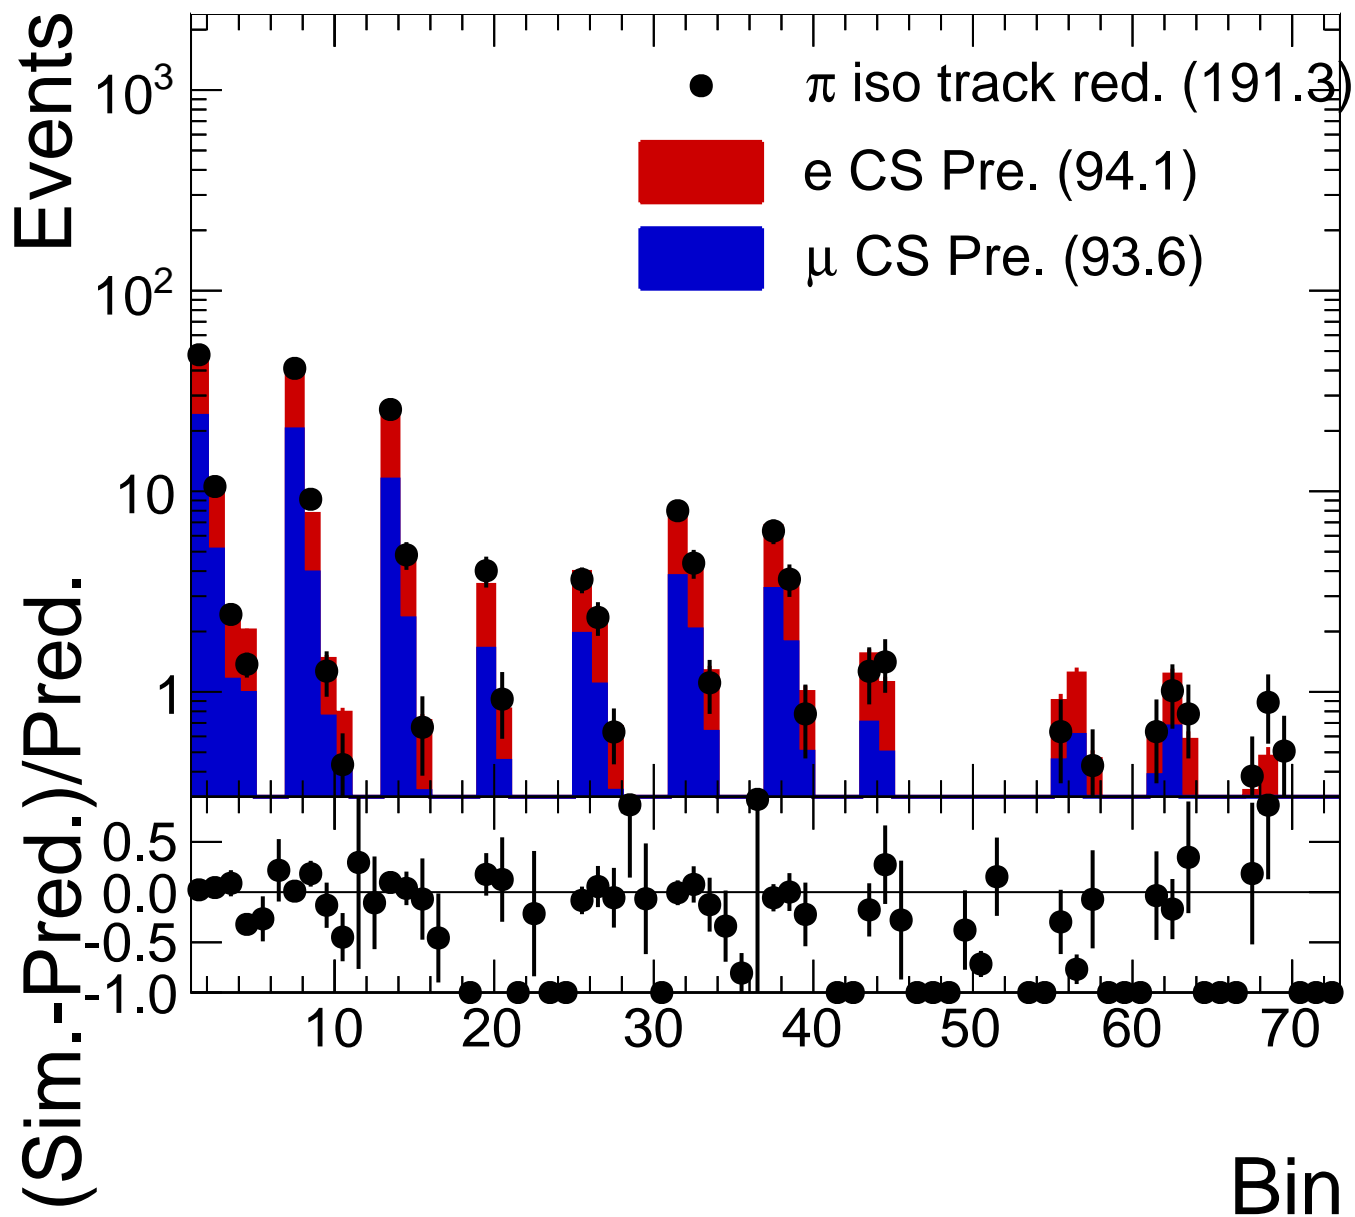 Events
10³
10²
10
1
π iso track red. (191.3)
e CS Pre. (94.1)
μ CS Pre. (93.6)
(Sim.-Pred.)/Pred.
0.5
0.0
-0.5
-1.0
10 20 30 40 50 60 70
Bin